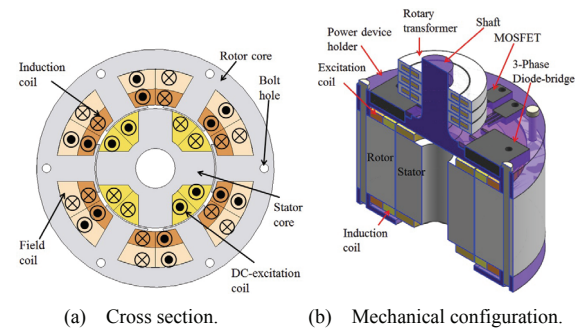 Induction
coil
Rotor core
Bolt
hole
Stator
core
Field
coil
DC-excitation
coil
(a) Cross section.
Rotary
transformer
Shaft
MOSFET
Power device
holder
3-Phase
Diode-bridge
Excitation
coil
Rotor
Stator
Induction
coil
(b) Mechanical configuration.